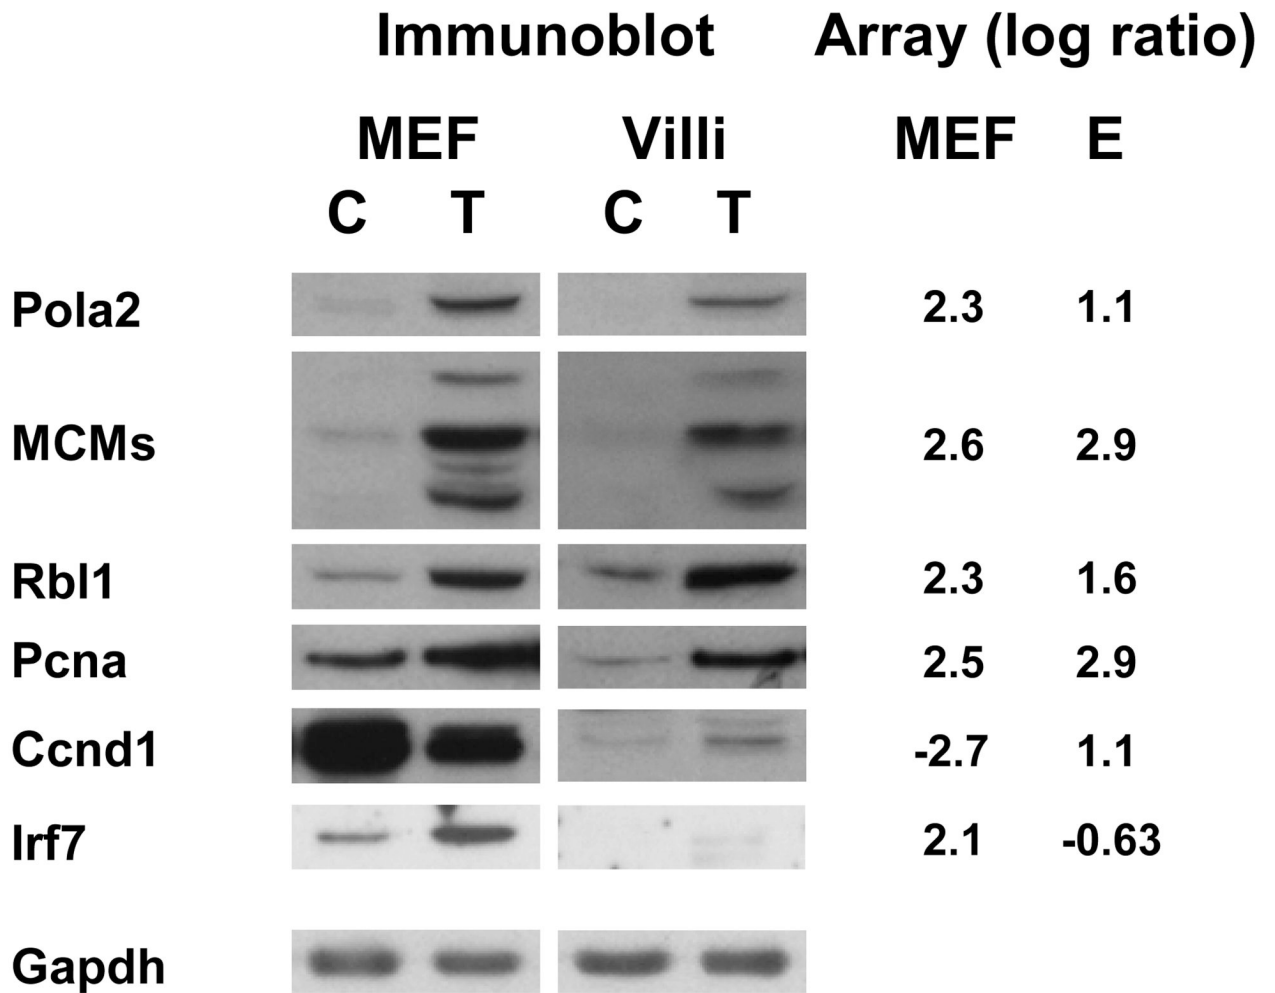 Immunoblot Array (log ratio)
MEF Villi MEF E
C T C T
Pola2 2.3 1.1
MCMs 2.6 2.9
Rbl1 2.3 1.6
Pcna 2.5 2.9
Ccnd1 -2.7 1.1
Irf7 2.1 -0.63
Gapdh